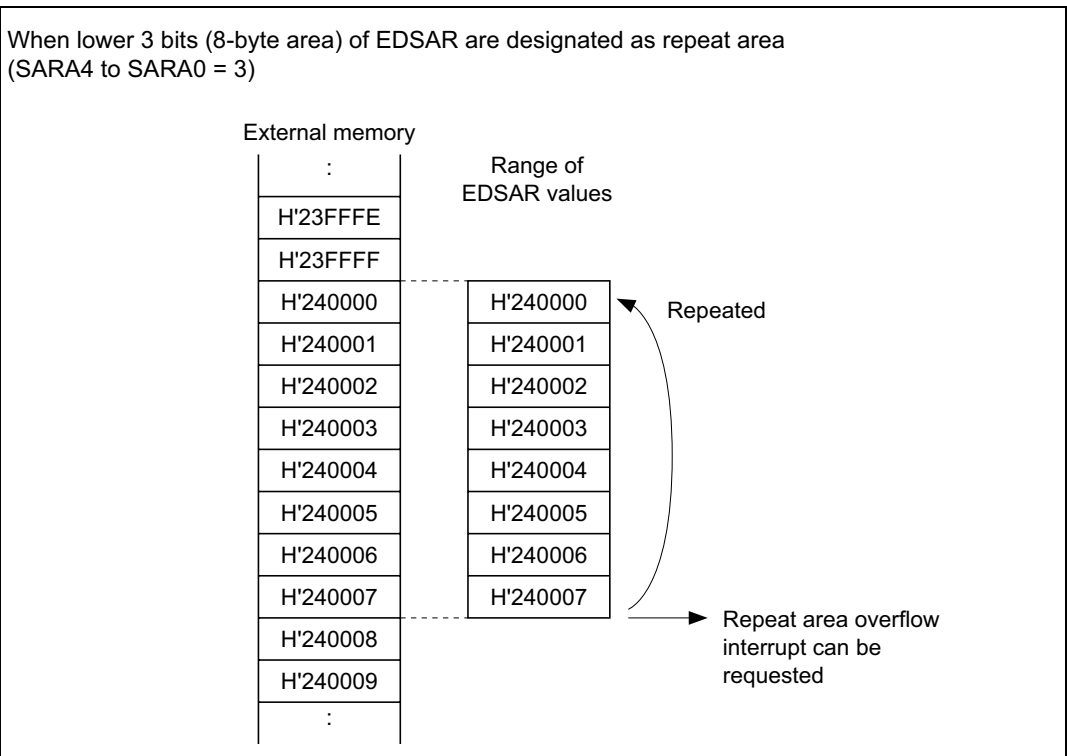 When lower 3 bits (8-byte area) of EDSAR are designated as repeat area
(SARA4 to SARA0 = 3)
External memory
:
Range of
EDSAR values
H'23FFFE
H'23FFFF
H'240000
H'240000
Repeated
H'240001
H'240001
H'240002
H'240002
H'240003
H'240003
H'240004
H'240004
H'240005
H'240005
H'240006
H'240006
H'240007
H'240007
Repeat area overflow
interrupt can be
requested
H'240008
H'240009
: